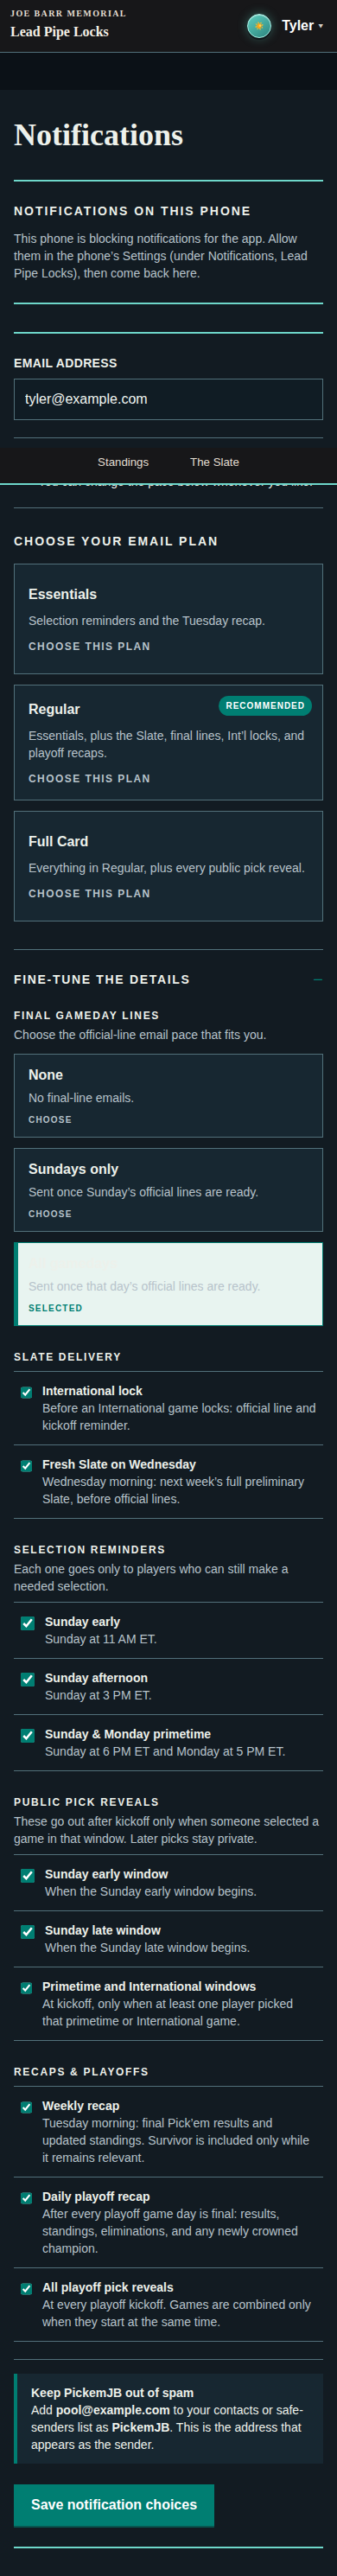 JOE BARR MEMORIAL
Lead Pipe Locks
Tyler
Notifications
NOTIFICATIONS ON THIS PHONE
This phone is blocking notifications for the app. Allow
them in the phone's Settings (under Notifications, Lead
Pipe Locks), then come back here.
EMAIL ADDRESS
tyler@example.com
Standings The Slate
CHOOSE YOUR EMAIL PLAN
Essentials
Selection reminders and the Tuesday recap.
CHOOSE THIS PLAN
Regular
RECOMMENDED
Essentials, plus the Slate, final lines, Int'l locks, and
playoff recaps.
CHOOSE THIS PLAN
Full Card
Everything in Regular, plus every public pick reveal.
CHOOSE THIS PLAN
FINE-TUNE THE DETAILS –
FINAL GAMEDAY LINES
Choose the official-line email pace that fits you.
None
No final-line emails.
CHOOSE
Sundays only
Sent once Sunday's official lines are ready.
CHOOSE
Sent once that day's official lines are ready.
SELECTED
SLATE DELIVERY
International lock
Before an International game locks: official line and
kickoff reminder.
Fresh Slate on Wednesday
Wednesday morning: next week's full preliminary
Slate, before official lines.
SELECTION REMINDERS
Each one goes only to players who can still make a
needed selection.
Sunday early
Sunday at 11 AM ET.
Sunday afternoon
Sunday at 3 PM ET.
Sunday & Monday primetime
Sunday at 6 PM ET and Monday at 5 PM ET.
PUBLIC PICK REVEALS
These go out after kickoff only when someone selected a
game in that window. Later picks stay private.
Sunday early window
When the Sunday early window begins.
Sunday late window
When the Sunday late window begins.
Primetime and International windows
At kickoff, only when at least one player picked
that primetime or International game.
RECAPS & PLAYOFFS
Weekly recap
Tuesday morning: final Pick'em results and
updated standings. Survivor is included only while
it remains relevant.
Daily playoff recap
After every playoff game day is final: results,
standings, eliminations, and any newly crowned
champion.
All playoff pick reveals
At every playoff kickoff. Games are combined only
when they start at the same time.
Keep PickemJB out of spam
Add pool@example.com to your contacts or safe-
senders list as PickemJB. This is the address that
appears as the sender.
Save notification choices